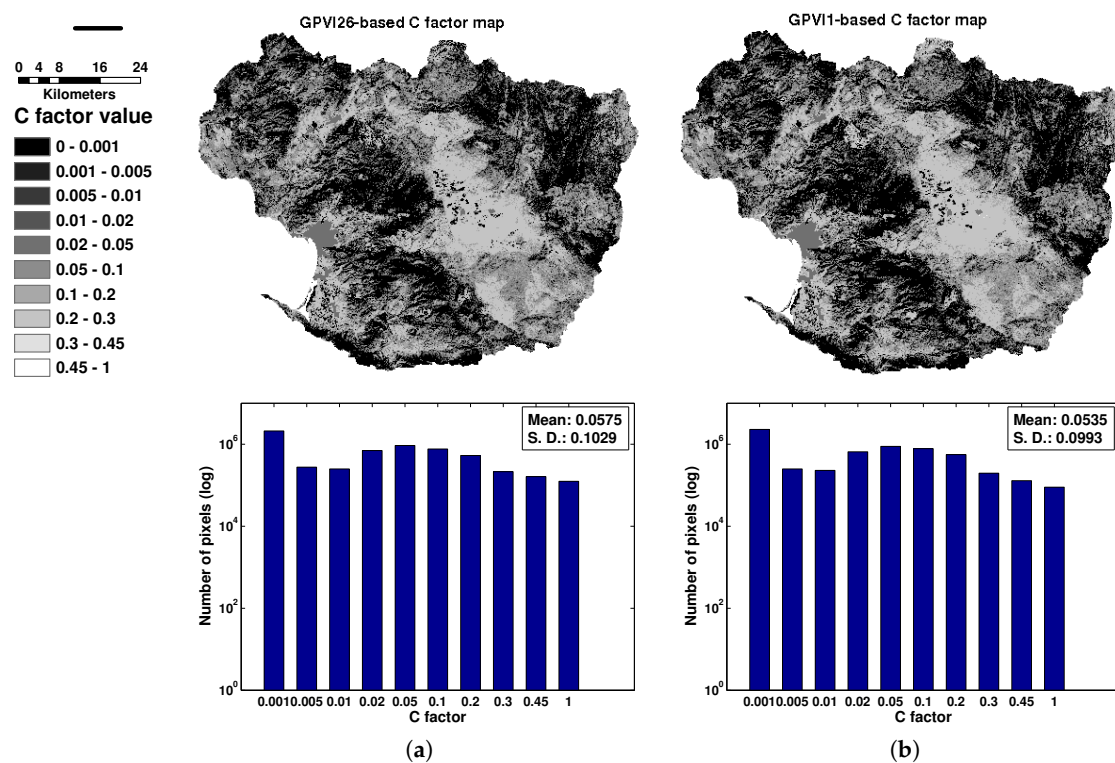 GPVI26-based C factor map
GPVI1-based C factor map
0 4 8 16 24
Kilometers
C factor value
0 - 0.001
0.001 - 0.005
0.005 - 0.01
0.01 - 0.02
0.02 - 0.05
0.05 - 0.1
0.1 - 0.2
0.2 - 0.3
0.3 - 0.45
0.45 - 1
Number of pixels (log)
10^6
10^4
10^2
10^0
Mean: 0.0575
S. D.: 0.1029
0.001 0.005 0.01 0.02 0.05 0.1 0.2 0.3 0.45 1
C factor
(a)
Number of pixels (log)
10^6
10^4
10^2
10^0
Mean: 0.0535
S. D.: 0.0993
0.001 0.005 0.01 0.02 0.05 0.1 0.2 0.3 0.45 1
C factor
(b)